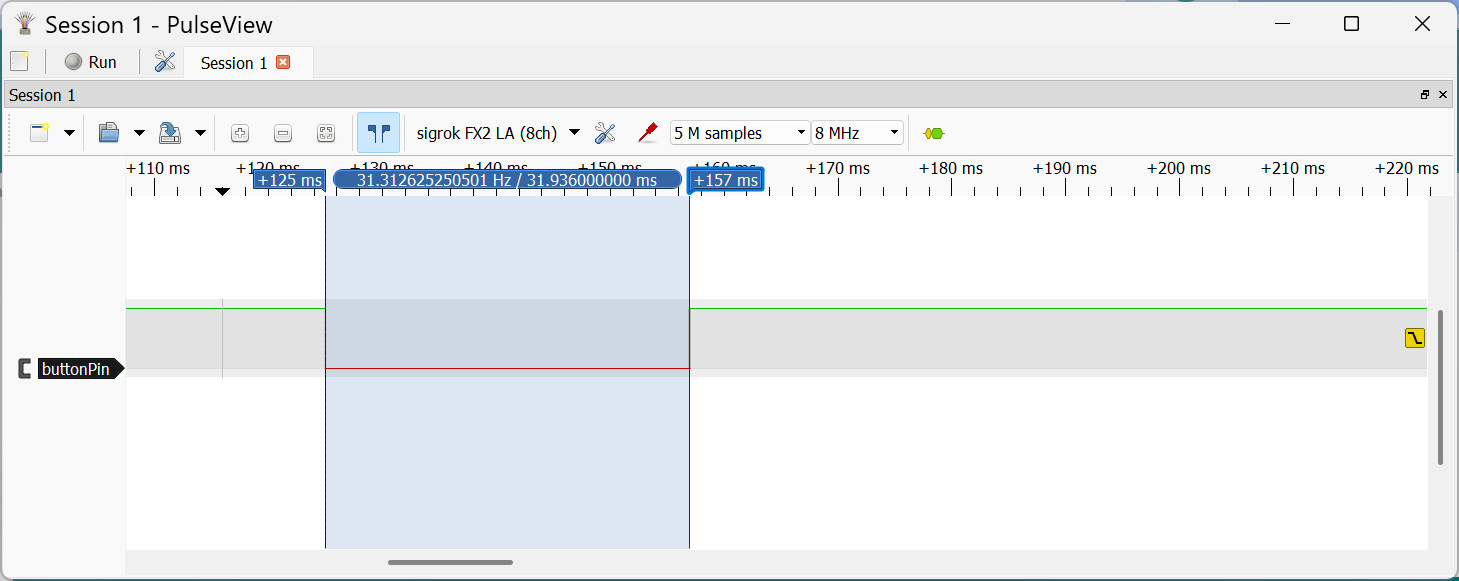 Session 1 - PulseView
Run
Session 1
Session 1
sigrok FX2 LA (8ch)
5 M samples
8 MHz
+110 ms +120 ms +130 ms +140 ms +150 ms +160 ms +170 ms +180 ms +190 ms +200 ms +210 ms +220 ms
+125 ms 31.312625250501 Hz / 31.936000000 ms +157 ms
buttonPin